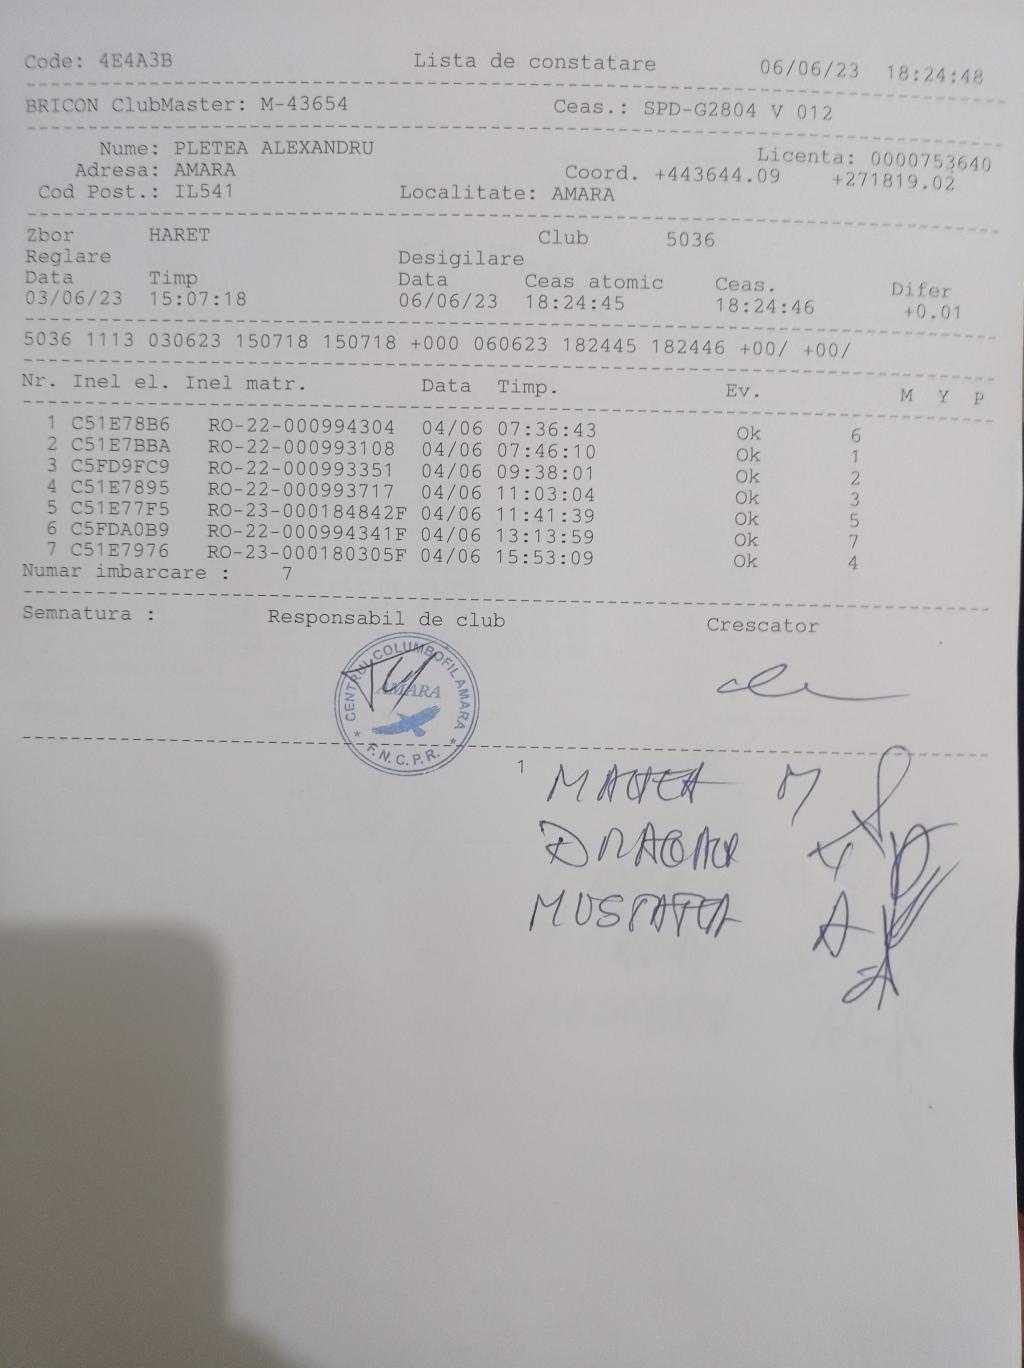 Code: 4E4A3B Lista de constatare 06/06/23 18:24:48
BRICON ClubMaster: M-43654 Ceas.: SPD-G2804 V 012
Nume: PLETEA ALEXANDRU Licenta: 0000753640
Adresa: AMARA Coord. +443644.09 +271819.02
Cod Post.: IL541 Localitate: AMARA
Zbor HARET Club 5036
Reglare Desigilare
Data Timp Data Ceas atomic Ceas. Difer
03/06/23 15:07:18 06/06/23 18:24:45 18:24:46 +0.01
5036 1113 030623 150718 150718 +000 060623 182445 182446 +00/ +00/
Nr. Inel el. Inel matr. Data Timp. Ev. M Y P
1 C51E78B6 RO-22-000994304 04/06 07:36:43 Ok 6
2 C51E7BBA RO-22-000993108 04/06 07:46:10 Ok 1
3 C5FD9FC9 RO-22-000993351 04/06 09:38:01 Ok 2
4 C51E7895 RO-22-000993717 04/06 11:03:04 Ok 3
5 C51E77F5 RO-23-000184842F 04/06 11:41:39 Ok 5
6 C5FDA0B9 RO-22-000994341F 04/06 13:13:59 Ok 7
7 C51E7976 RO-23-000180305F 04/06 15:53:09 Ok 4
Numar imbarcare : 7
Semnatura : Responsabil de club Crescator
CENTRUL COLUMBOFIL AMARA
AMARA
F.N.C.P.R.
1
MANEA M
MUSTATEA A